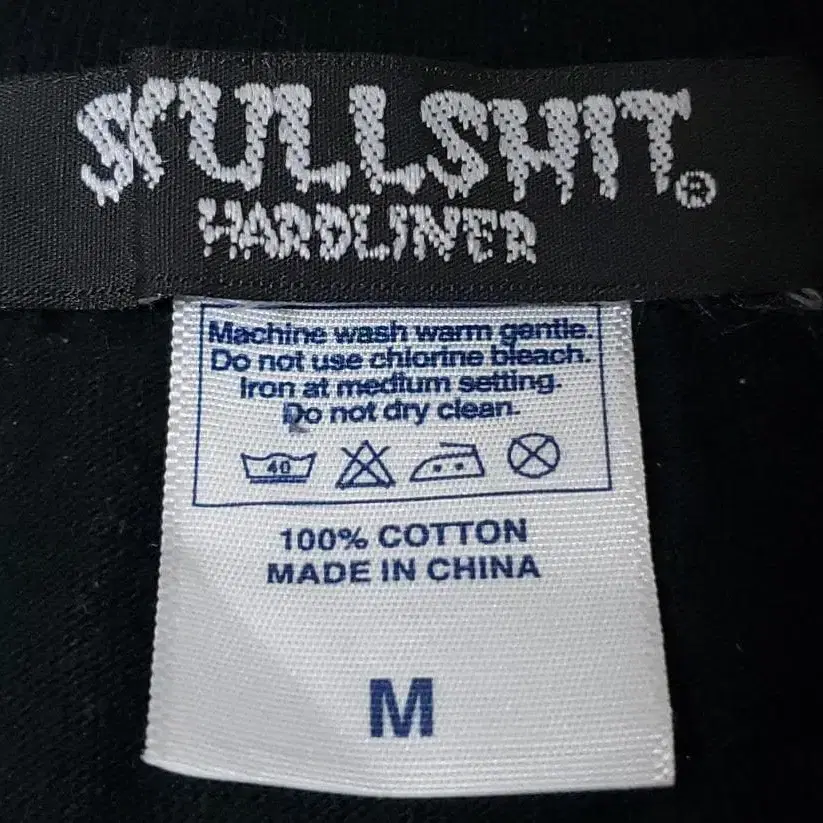 SKULLSHIT®
HARDLINER
Machine wash warm gentle.
Do not use chlorine bleach.
Iron at medium setting.
Do not dry clean.
40
100% COTTON
MADE IN CHINA
M